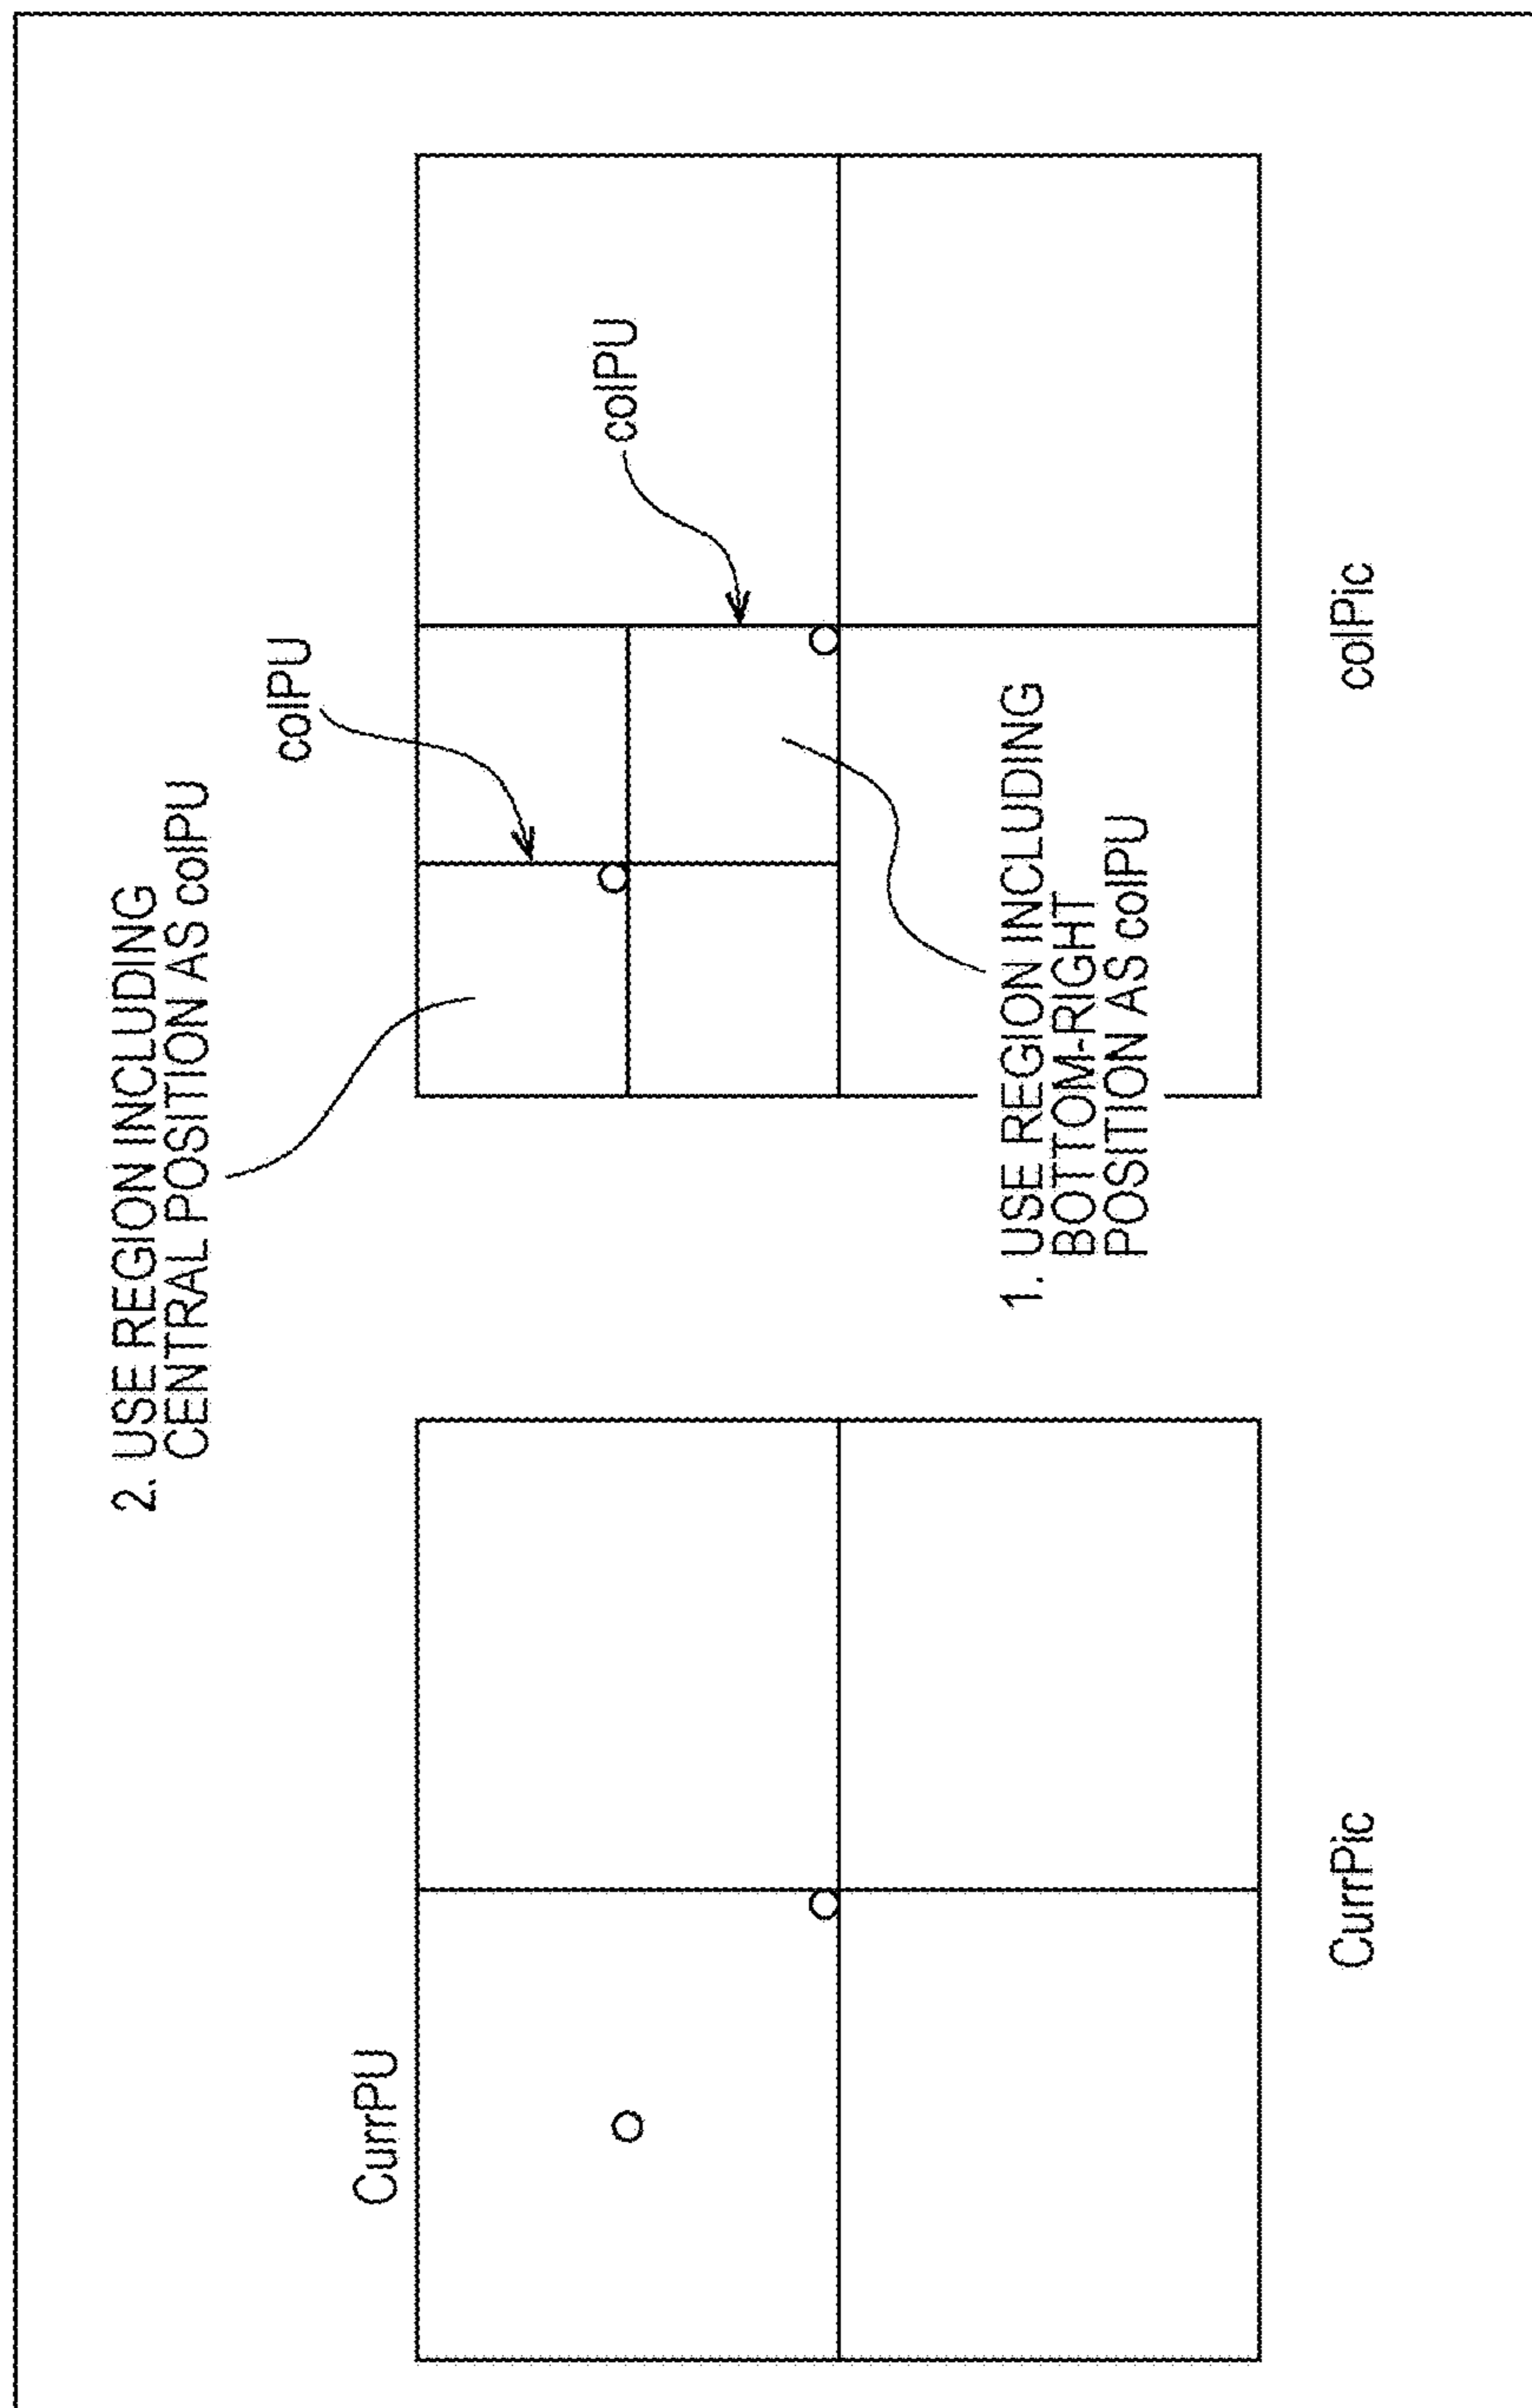 2. USE REGION INCLUDING
CENTRAL POSITION AS colPU
colPU
CurrPU
colPU
1. USE REGION INCLUDING
BOTTOM-RIGHT
POSITION AS colPU
CurrPic
colPic